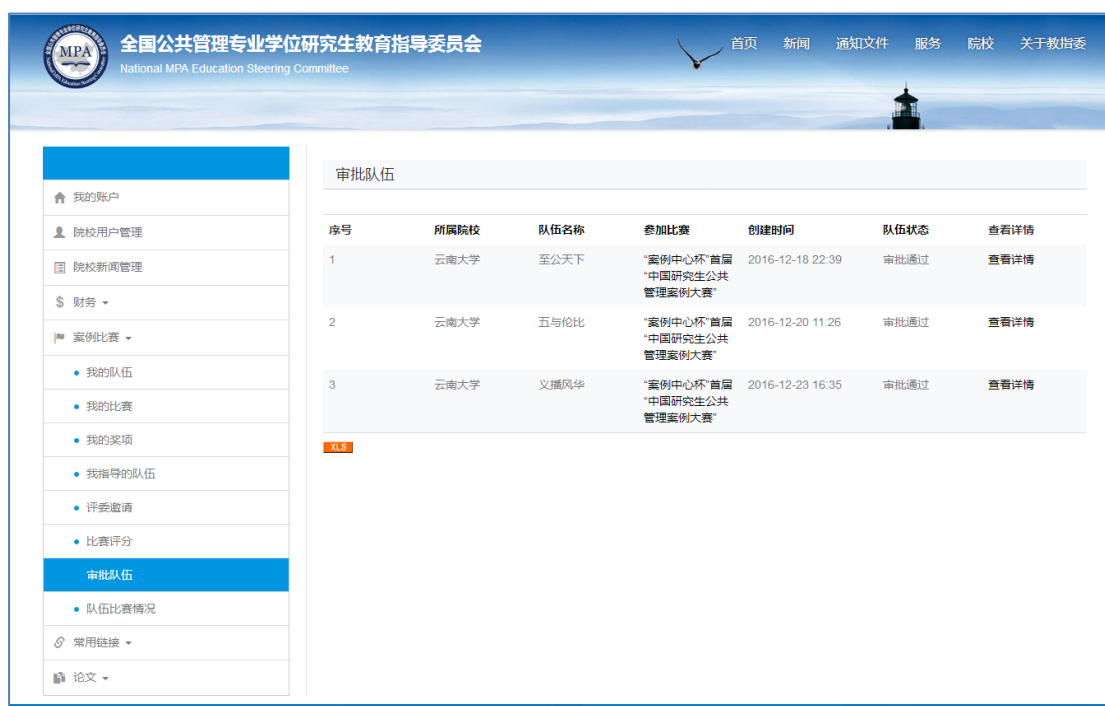 MPA
全国公共管理专业学位研究生教育指导委员会
National MPA Education Steering Committee
首页 新闻 通知文件 服务 院校 关于教指委
我的账户
院校用户管理
院校新闻管理
财务
案例比赛
我的队伍
我的比赛
我的奖项
我指导的队伍
评委邀请
比赛评分
审批队伍
队伍比赛情况
常用链接
论文
审批队伍
序号 所属院校 队伍名称 参加比赛 创建时间 队伍状态 查看详情
1 云南大学 至公天下 “案例中心杯”首届 2016-12-18 22:39 审批通过 查看详情
“中国研究生公共
管理案例大赛”
2 云南大学 五与伦比 “案例中心杯”首届 2016-12-20 11:26 审批通过 查看详情
“中国研究生公共
管理案例大赛”
3 云南大学 义播风华 “案例中心杯”首届 2016-12-23 16:35 审批通过 查看详情
“中国研究生公共
管理案例大赛”
XLS